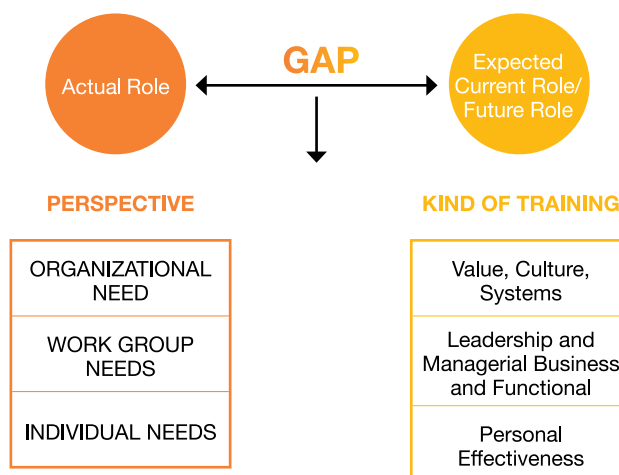 Actual Role
GAP
Expected
Current Role/
Future Role
PERSPECTIVE
ORGANIZATIONAL
NEED
WORK GROUP
NEEDS
INDIVIDUAL NEEDS
KIND OF TRAINING
Value, Culture,
Systems
Leadership and
Managerial Business
and Functional
Personal
Effectiveness